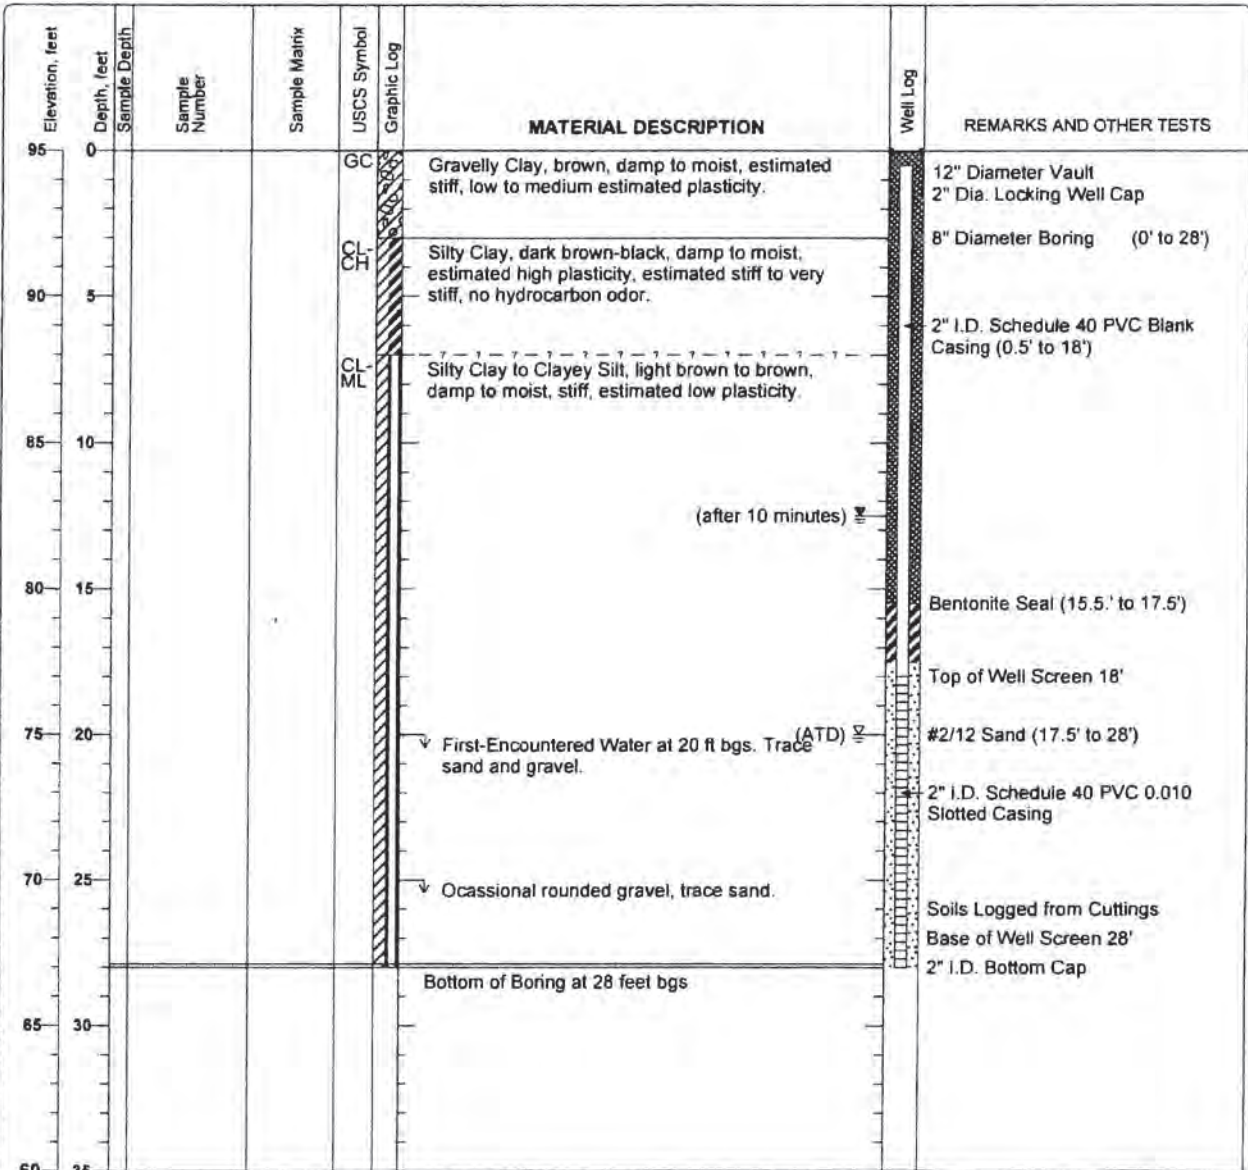 Elevation, feet
Depth, feet
Sample Depth
Sample
Number
Sample Matrix
USCS Symbol
Graphic Log
MATERIAL DESCRIPTION
Well Log
REMARKS AND OTHER TESTS
95 0
GC
Gravelly Clay, brown, damp to moist, estimated
stiff, low to medium estimated plasticity.
12" Diameter Vault
2" Dia. Locking Well Cap
8" Diameter Boring (0' to 28')
CL-
CH
Silty Clay, dark brown-black, damp to moist,
estimated high plasticity, estimated stiff to very
stiff, no hydrocarbon odor.
90 5
2" I.D. Schedule 40 PVC Blank
Casing (0.5' to 18')
? ? ? ? ? ? ? ? ? ?
CL-
ML
Silty Clay to Clayey Silt, light brown to brown,
damp to moist, stiff, estimated low plasticity.
85 10
(after 10 minutes)
80 15
Bentonite Seal (15.5.' to 17.5')
Top of Well Screen 18'
75 20
(ATD)
#2/12 Sand (17.5' to 28')
First-Encountered Water at 20 ft bgs. Trace
sand and gravel.
2" I.D. Schedule 40 PVC 0.010
Slotted Casing
70 25
Ocassional rounded gravel, trace sand.
Soils Logged from Cuttings
Base of Well Screen 28'
2" I.D. Bottom Cap
Bottom of Boring at 28 feet bgs
65 30
60 35